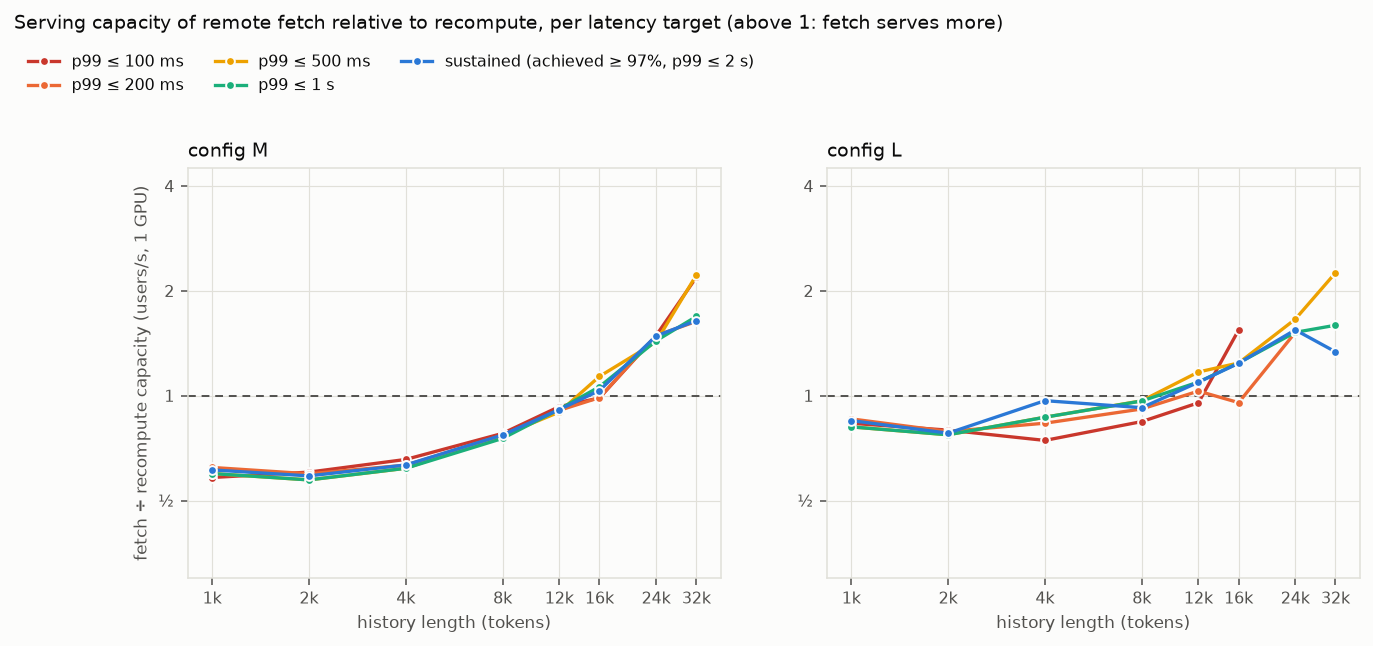 Serving capacity of remote fetch relative to recompute, per latency target (above 1: fetch serves more)
p99 ≤ 100 ms
p99 ≤ 500 ms
sustained (achieved ≥ 97%, p99 ≤ 2 s)
p99 ≤ 200 ms
p99 ≤ 1 s
config M
fetch ÷ recompute capacity (users/s, 1 GPU)
4
2
1
½
1k 2k 4k 8k 12k 16k 24k 32k
history length (tokens)
config L
4
2
1
½
1k 2k 4k 8k 12k 16k 24k 32k
history length (tokens)